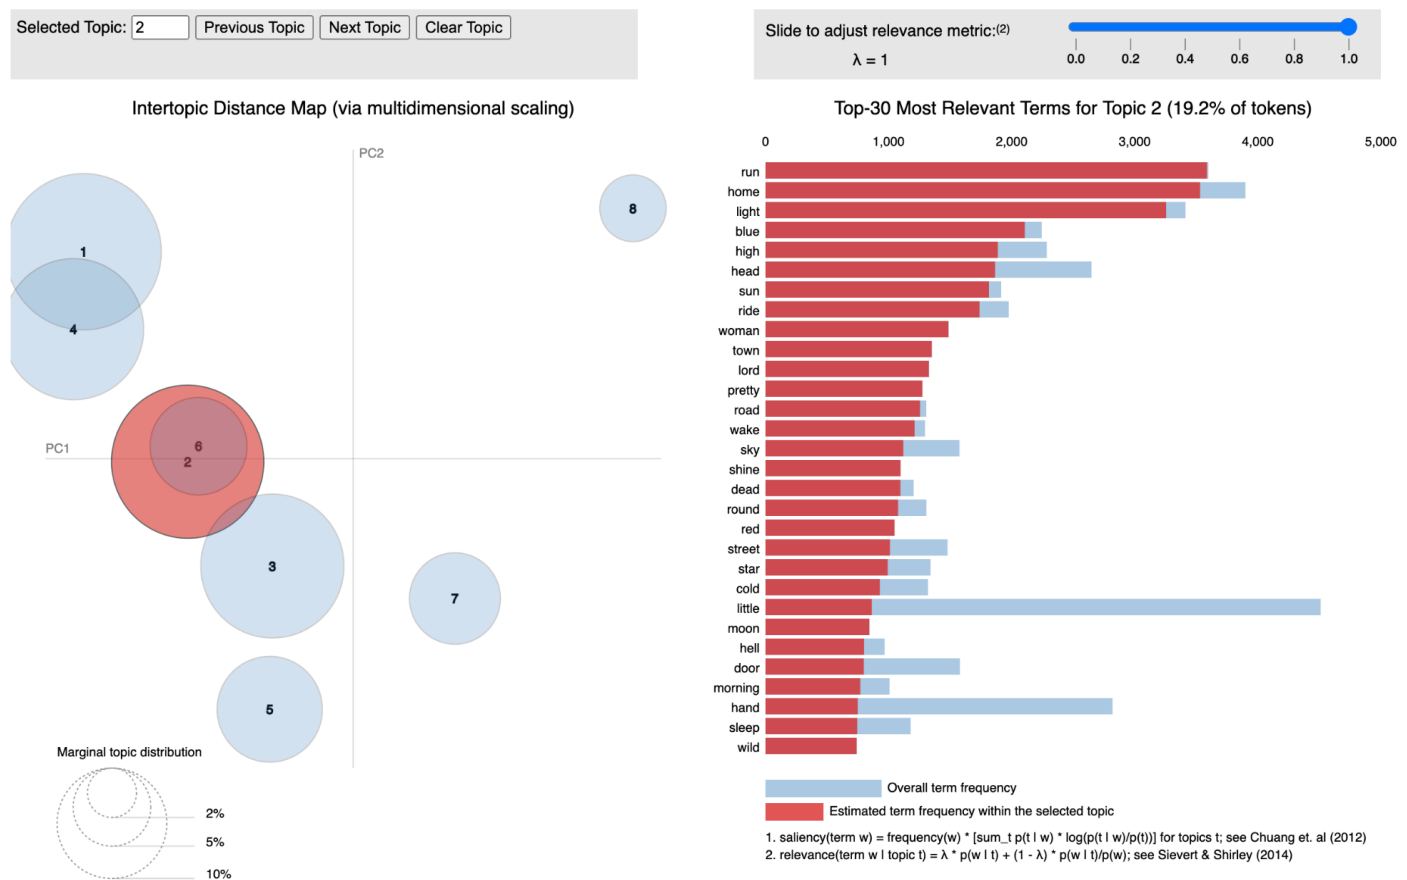 Selected Topic: 2 Previous Topic Next Topic Clear Topic
Slide to adjust relevance metric:(2)
λ = 1
0.0 0.2 0.4 0.6 0.8 1.0
Intertopic Distance Map (via multidimensional scaling)
PC2
PC1
1
4
8
6
2
3
7
5
Marginal topic distribution
2%
5%
10%
Top-30 Most Relevant Terms for Topic 2 (19.2% of tokens)
0 1,000 2,000 3,000 4,000 5,000
run
home
light
blue
high
head
sun
ride
woman
town
lord
pretty
road
wake
sky
shine
dead
round
red
street
star
cold
little
moon
hell
door
morning
hand
sleep
wild
Overall term frequency
Estimated term frequency within the selected topic
1. saliency(term w) = frequency(w) * [sum_t p(t | w) * log(p(t | w)/p(t))] for topics t; see Chuang et. al (2012)
2. relevance(term w | topic t) = λ * p(w | t) + (1 - λ) * p(w | t)/p(w); see Sievert & Shirley (2014)